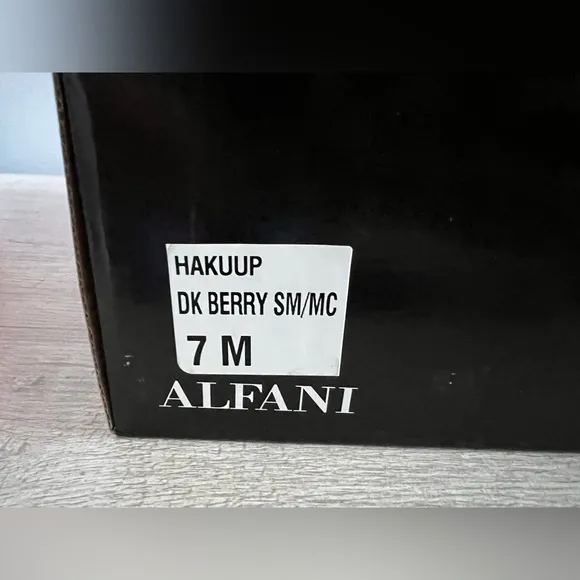 HAKUUP
DK BERRY SM/MC
7 M
ALFANI